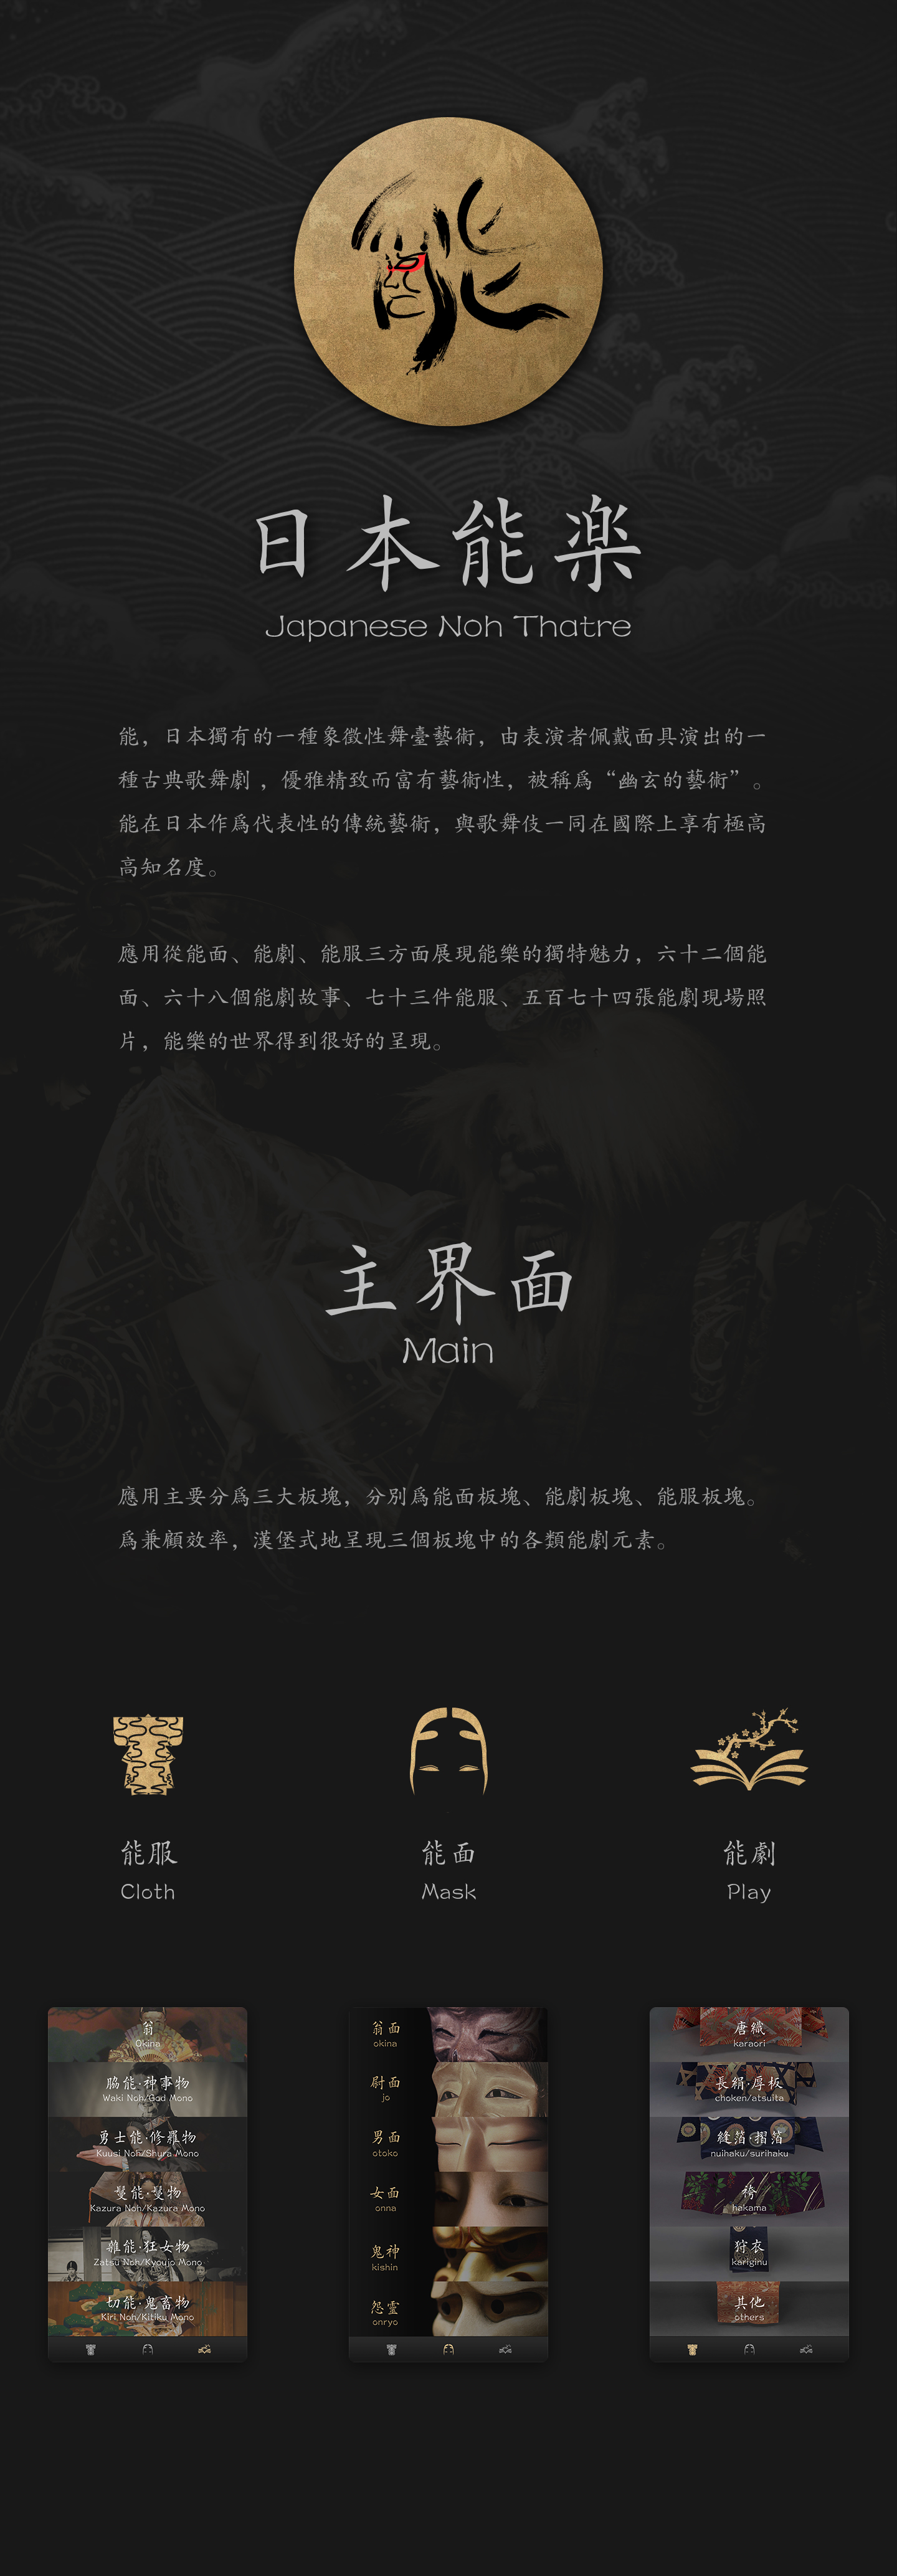 能
日本能楽
Japanese Noh Thatre
能，日本獨有的一種象徵性舞臺藝術，由表演者佩戴面具演出的一
種古典歌舞劇 ，優雅精致而富有藝術性，被稱爲“幽玄的藝術”。
能在日本作爲代表性的傳統藝術，與歌舞伎一同在國際上享有極高
高知名度。
應用從能面、能劇、能服三方面展現能樂的獨特魅力，六十二個能
面、六十八個能劇故事、七十三件能服、五百七十四張能劇現場照
片，能樂的世界得到很好的呈現。
主界面
Main
應用主要分爲三大板塊，分別爲能面板塊、能劇板塊、能服板塊。
爲兼顧效率，漢堡式地呈現三個板塊中的各類能劇元素。
能服
Cloth
能面
Mask
能劇
Play
翁
Okina
脇能·神事物
Waki Noh/God Mono
勇士能·修羅物
Kuusi Noh/Shura Mono
鬘能·鬘物
Kazura Noh/Kazura Mono
雜能·狂女物
Zatsu Noh/Kyoujo Mono
切能·鬼畜物
Kiri Noh/Kitiku Mono
翁面
okina
尉面
jo
男面
otoko
女面
onna
鬼神
kishin
怨霊
onryo
唐織
karaori
長絹·厚板
choken/atsuita
縫箔·摺箔
nuihaku/surihaku
袴
hakama
狩衣
kariginu
其他
others